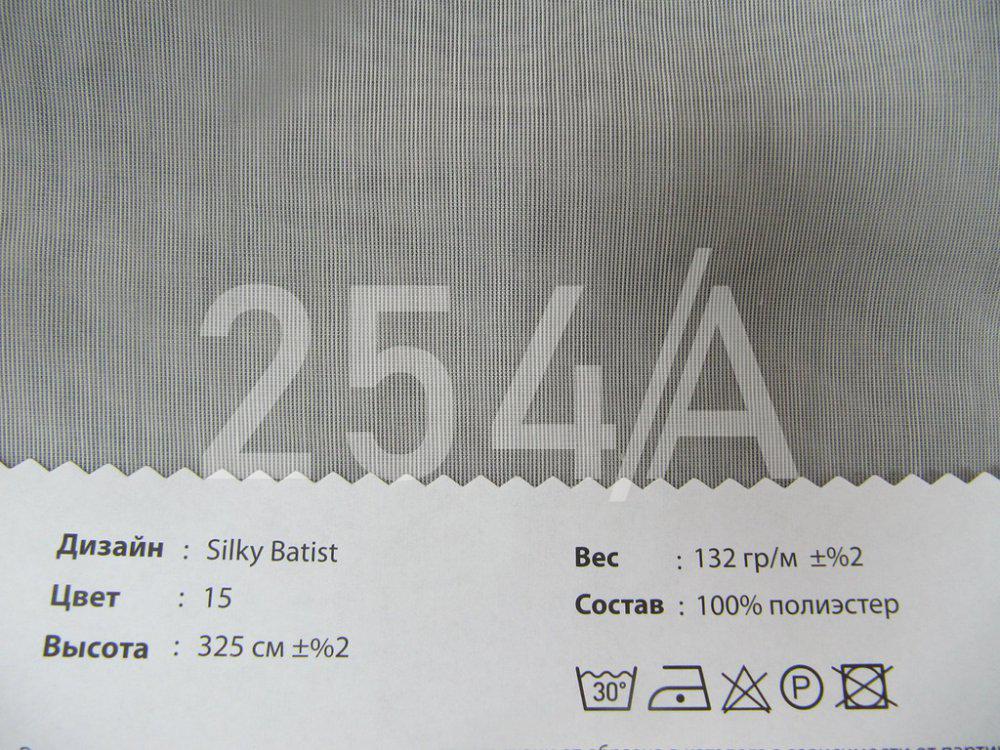 254/A
Дизайн : Silky Batist
Цвет : 15
Высота : 325 см ±%2
Вес : 132 гр/м ±%2
Состав : 100% полиэстер
30° P